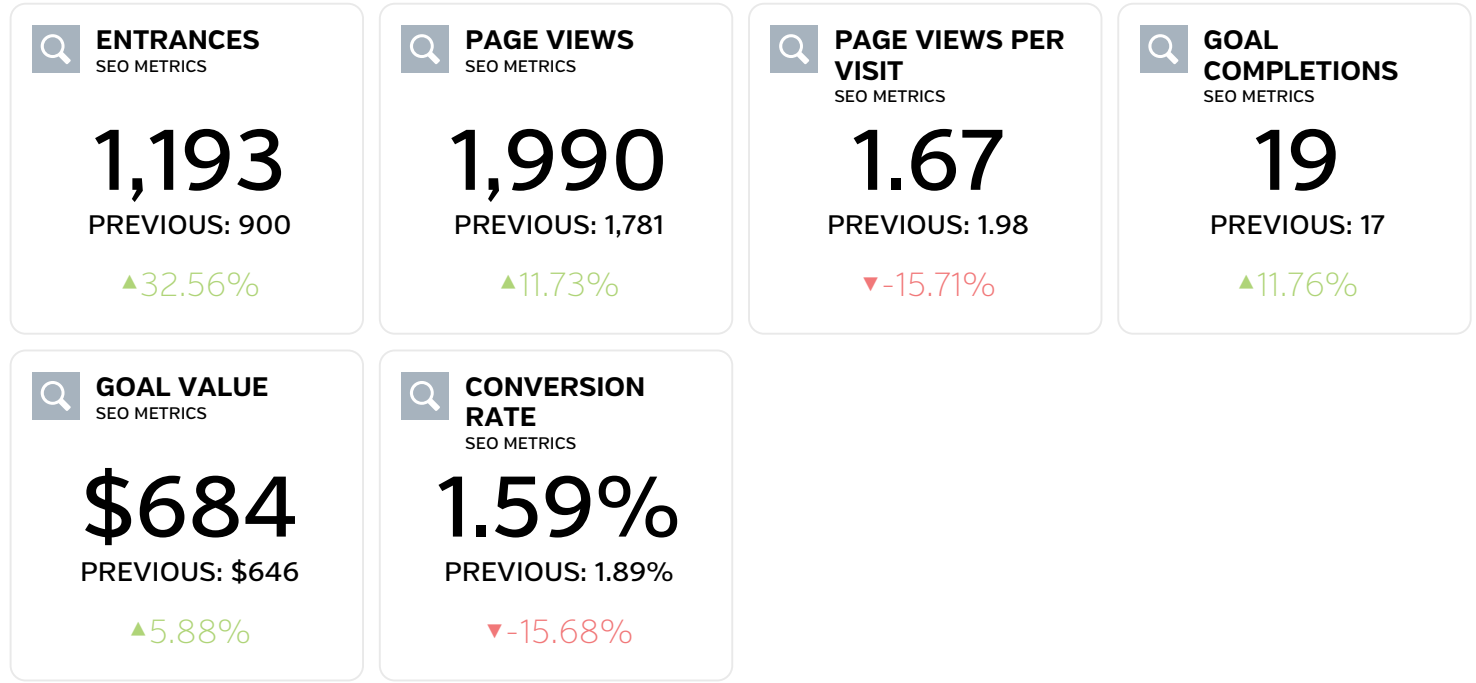 ENTRANCES
SEO METRICS
1,193
PREVIOUS: 900
▲32.56%
PAGE VIEWS
SEO METRICS
1,990
PREVIOUS: 1,781
▲11.73%
PAGE VIEWS PER
VISIT
SEO METRICS
1.67
PREVIOUS: 1.98
▼-15.71%
GOAL
COMPLETIONS
SEO METRICS
19
PREVIOUS: 17
▲11.76%
GOAL VALUE
SEO METRICS
$684
PREVIOUS: $646
▲5.88%
CONVERSION
RATE
SEO METRICS
1.59%
PREVIOUS: 1.89%
▼-15.68%